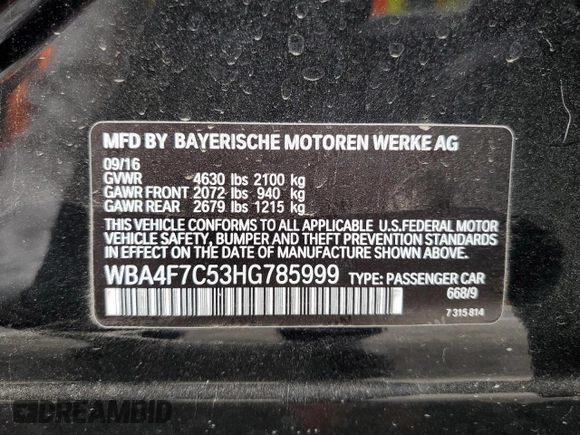 MFD BY BAYERISCHE MOTOREN WERKE AG
09/16
GVWR 4630 lbs 2100 kg
GAWR FRONT 2072 lbs 940 kg
GAWR REAR 2679 lbs 1215 kg
THIS VEHICLE CONFORMS TO ALL APPLICABLE U.S.FEDERAL MOTOR
VEHICLE SAFETY, BUMPER AND THEFT PREVENTION STANDARDS
IN EFFECT ON THE DATE OF MANUFACTURE SHOWN ABOVE.
WBA4F7C53HG785999 TYPE: PASSENGER CAR
668/9
7 315 814
DREAMBID